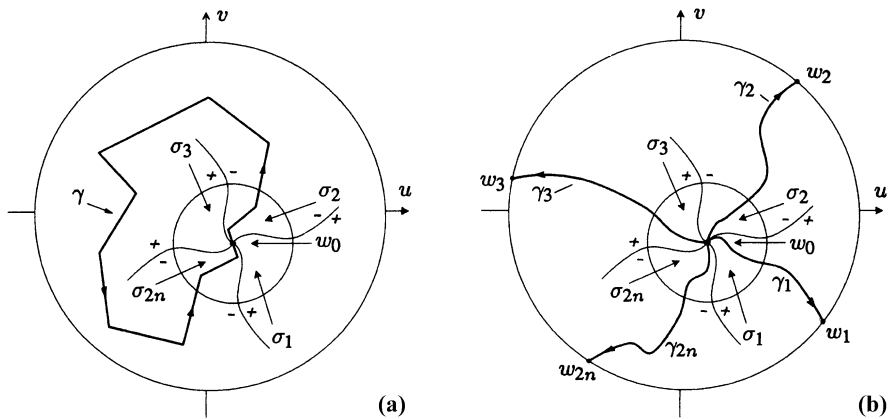 v
σ3
+ -
γ
σ2
u
- +
+
-
w0
σ2n
- +
σ1
(a)
v
w2
γ2
σ3
+ -
w3
γ3
σ2
u
- +
+
-
w0
σ2n
γ1
- +
σ1
w1
γ2n
w2n
(b)